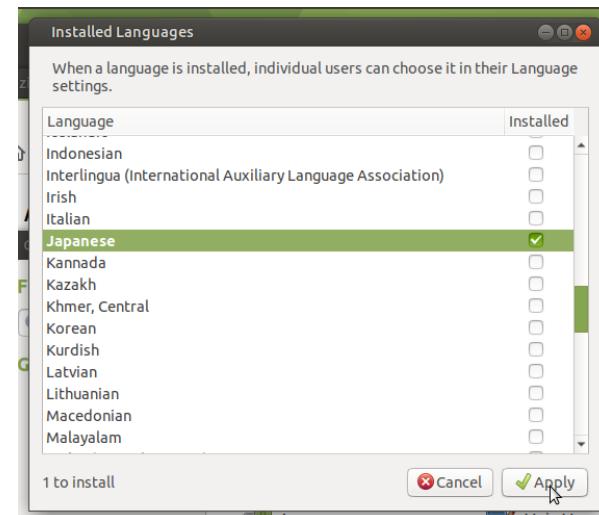 Installed Languages
When a language is installed, individual users can choose it in their Language
settings.
Language Installed
Indonesian
Interlingua (International Auxiliary Language Association)
Irish
Italian
Japanese
Kannada
Kazakh
Khmer, Central
Korean
Kurdish
Latvian
Lithuanian
Macedonian
Malayalam
1 to install
Cancel
Apply